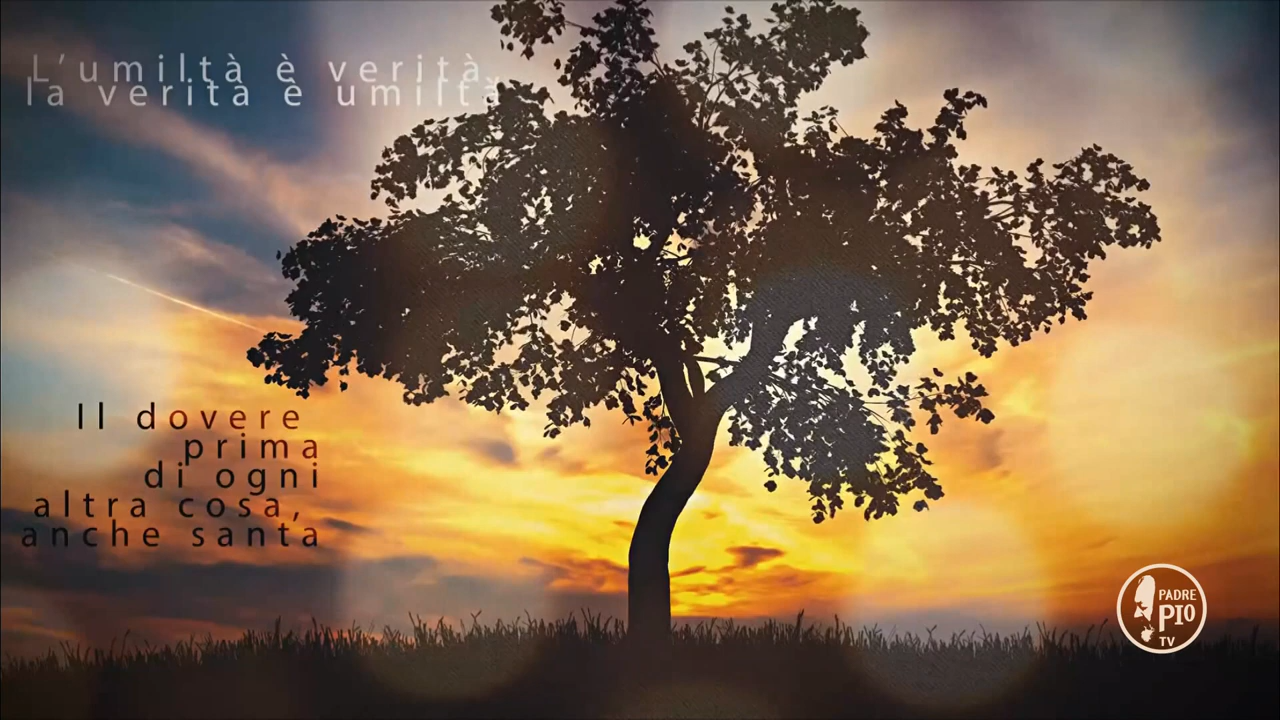 L'umiltà è verità,
la verità è umiltà
Il dovere
prima
di ogni
altra cosa,
anche santa
PADRE
PIO
TV